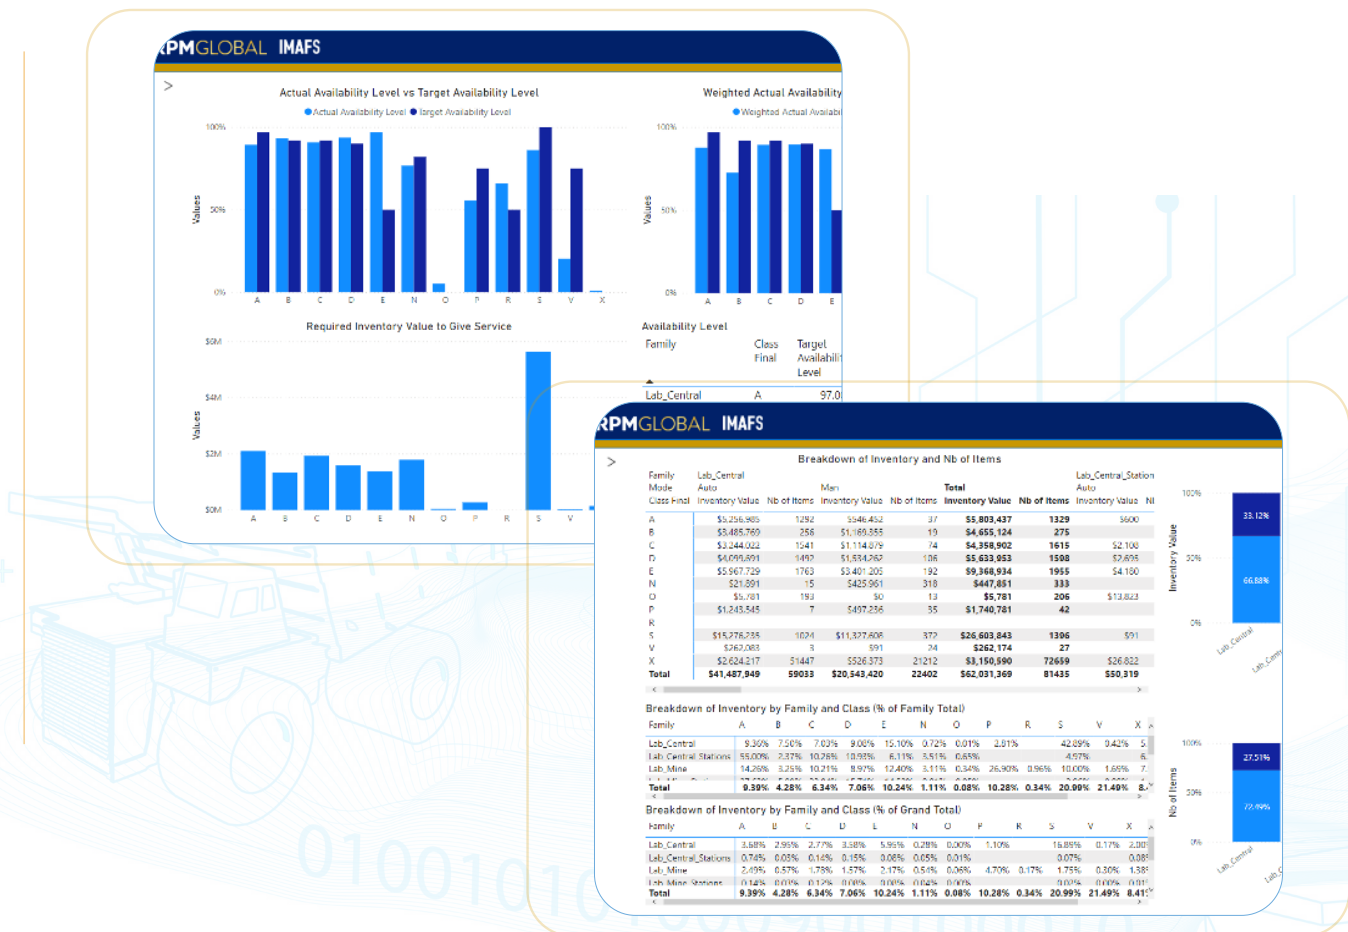 RPMGLOBAL IMAFS
>
Actual Availability Level vs Target Availability Level
Actual Availability Level Target Availability Level
Values
100%
50%
0%
A B C D E N O P R S V X
Weighted Actual Availability
Weighted Actual
Values
100%
50%
0%
A B C D E
Required Inventory Value to Give Service
Values
$6M
$4M
$2M
$0M
A B C D E N O P R S V
Availability Level
Family Class Final Target Level
Lab_Central A
RPMGLOBAL IMAFS
>
Breakdown of Inventory and Nb of Items
Family Lab_Central Lab_Central_Station
Mode Auto Man Total Auto
Class Final Inventory Value Nb of Items Inventory Value Nb of Items Inventory Value Nb of Items Inventory Value
A $5,256,985 1292 $546,452 37 $5,803,437 1329 $600
B $3,485,769 256 19 $4,655,124 275
C $3,244,022 1541 $1,114,879 74 $4,358,902 1615 $2,108
D $4,099,691 $1,534,262 106 $5,633,953 $2,695
E $5,967,729 1763 $3,401,205 192 $9,368,934 1955 $4,180
N $21,891 15 $425,961 318 $447,851 333
O $5,781 193 $0 13 $5,781 206 $13,823
P $1,243,545 7 $497,236 35 $1,740,781 42
R
S $15,276,235 1024 $11,327,608 372 $26,603,843 1396 $91
V $262,083 3 $91 24 $262,174 27
X $2,624,217 51447 $526,373 21212 $3,150,590 72659 $26,822
Total $41,487,949 59033 $20,543,420 22402 $62,031,369 81435 $50,319
Inventory Value
100%
50%
0%
33.12%
66.88%
Lab_Central
Breakdown of Inventory by Family and Class (% of Family Total)
Family A B C D E N O P R S V X
Lab_Central 9.36% 7.50% 7.03% 9.08% 15.10% 0.72% 0.01% 2.81% 42.89% 0.42%
Lab_Central_Stations 55.00% 2.37% 10.26% 10.93% 6.11% 3.51% 0.65% 4.97%
Lab_Mine 14.26% 3.25% 10.21% 8.97% 12.40% 3.11% 0.34% 26.90% 0.96% 10.00% 1.69%
Total 9.39% 4.28% 6.34% 7.06% 10.24% 1.11% 0.08% 10.28% 0.34% 20.99% 21.49%
Nb of Items
100%
50%
0%
27.51%
72.49%
Lab_Central
Breakdown of Inventory by Family and Class (% of Grand Total)
Family A B C D E N O P R S V X
Lab_Central 3.68% 2.95% 2.77% 3.58% 5.95% 0.28% 0.00% 1.10% 16.89% 0.17%
Lab_Central_Stations 0.74% 0.03% 0.14% 0.15% 0.08% 0.05% 0.01% 0.07%
Lab_Mine 2.49% 0.57% 1.78% 1.57% 2.17% 0.54% 0.06% 4.70% 0.17% 1.75% 0.30%
Total 9.39% 4.28% 6.34% 7.06% 10.24% 1.11% 0.08% 10.28% 0.34% 20.99% 21.49% 8.41%